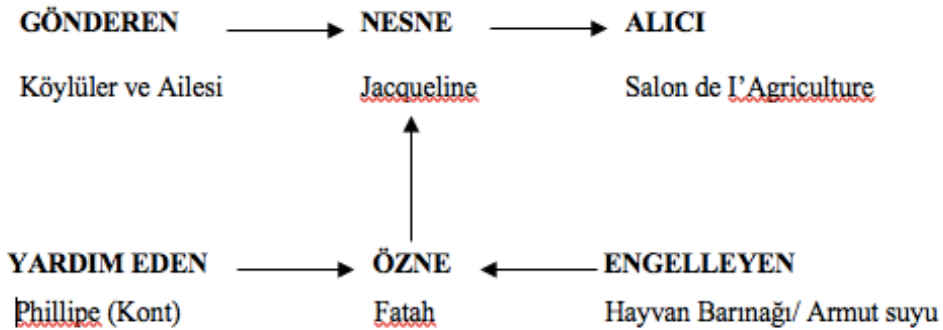 GÖNDEREN NESNE ALICI
Köylüler ve Ailesi Jacqueline Salon de I’Agriculture
YARDIM EDEN ÖZNE ENGELLEYEN
Phillipe (Kont) Fatah Hayvan Barınağı/ Armut suyu